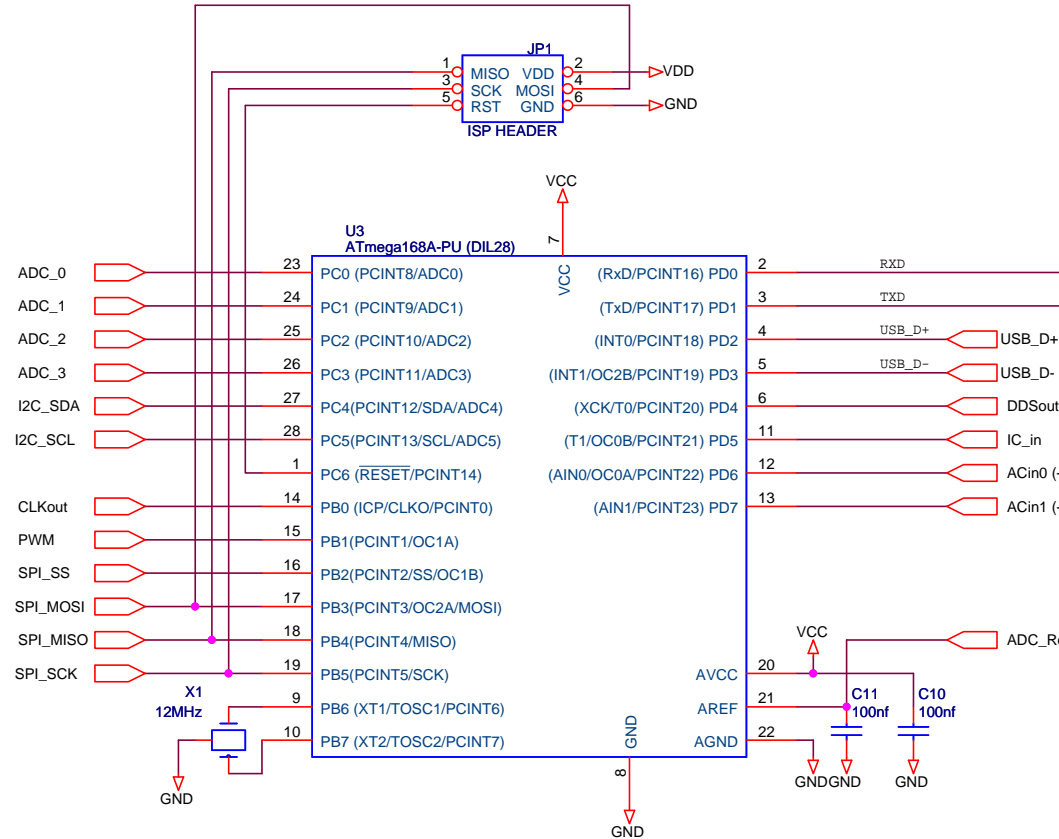 JP1
1 MISO VDD 2 VDD
3 SCK MOSI 4
5 RST GND 6 GND
ISP HEADER
VCC
7
VCC
U3
ATmega168A-PU (DIL28)
ADC_0 23 PC0 (PCINT8/ADC0) (RxD/PCINT16) PD0 2 RXD
ADC_1 24 PC1 (PCINT9/ADC1) (TxD/PCINT17) PD1 3 TXD
ADC_2 25 PC2 (PCINT10/ADC2) (INT0/PCINT18) PD2 4 USB_D+ USB_D+
ADC_3 26 PC3 (PCINT11/ADC3) (INT1/OC2B/PCINT19) PD3 5 USB_D- USB_D-
I2C_SDA 27 PC4(PCINT12/SDA/ADC4) (XCK/T0/PCINT20) PD4 6 DDSout
I2C_SCL 28 PC5(PCINT13/SCL/ADC5) (T1/OC0B/PCINT21) PD5 11 IC_in
1 PC6 (RESET/PCINT14) (AIN0/OC0A/PCINT22) PD6 12 ACin0 (-
CLKout 14 PB0 (ICP/CLKO/PCINT0) (AIN1/PCINT23) PD7 13 ACin1 (-
PWM 15 PB1(PCINT1/OC1A)
SPI_SS 16 PB2(PCINT2/SS/OC1B)
SPI_MOSI 17 PB3(PCINT3/OC2A/MOSI)
SPI_MISO 18 PB4(PCINT4/MISO) VCC ADC_R
SPI_SCK 19 PB5(PCINT5/SCK) AVCC 20
X1
12MHz
9 PB6 (XT1/TOSC1/PCINT6) AREF 21 C11 100nf C10 100nf
10 PB7 (XT2/TOSC2/PCINT7) GND AGND 22
8
GND GND GND GND
GND